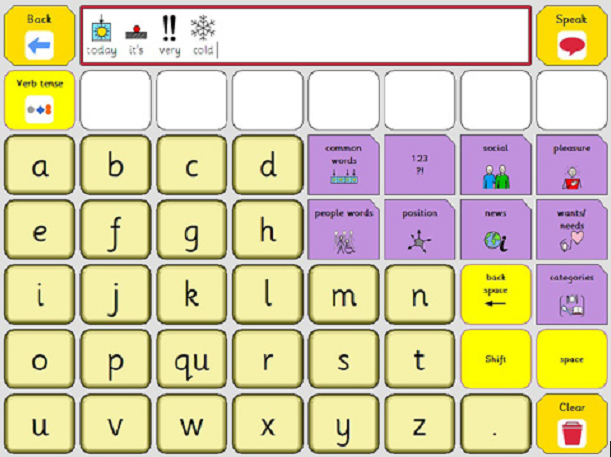 Back
today it's very cold
Speak
Verb tense
a b c d
common words
123 ?!
social
pleasure
e f g h
people words
position
news
wants/ needs
i j k l m n
back space
categories
o p qu r s t
Shift
space
u v w x y z .
Clear